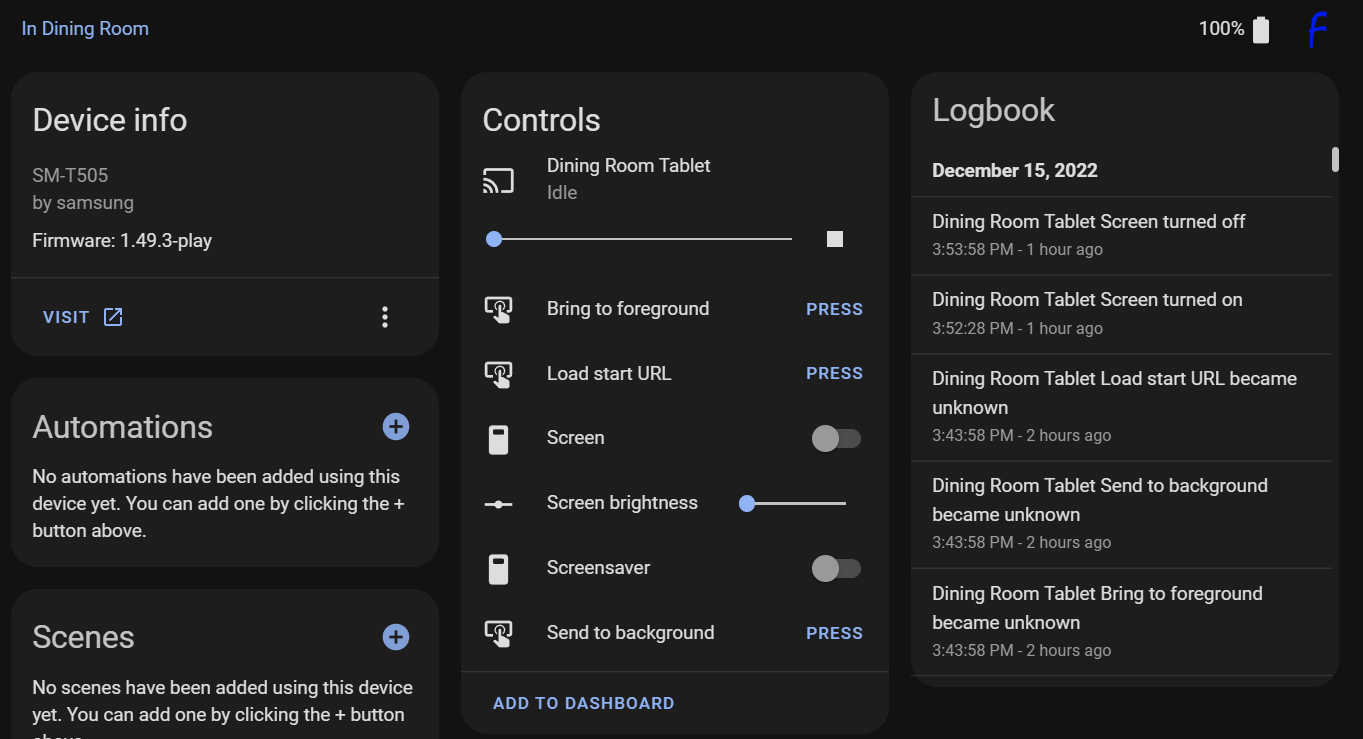 In Dining Room
100%
f
Device info
SM-T505
by samsung
Firmware: 1.49.3-play
VISIT
Automations
No automations have been added using this
device yet. You can add one by clicking the +
button above.
Scenes
No scenes have been added using this device
yet. You can add one by clicking the + button
above.
Controls
Dining Room Tablet
Idle
Bring to foreground PRESS
Load start URL PRESS
Screen
Screen brightness
Screensaver
Send to background PRESS
ADD TO DASHBOARD
Logbook
December 15, 2022
Dining Room Tablet Screen turned off
3:53:58 PM - 1 hour ago
Dining Room Tablet Screen turned on
3:52:28 PM - 1 hour ago
Dining Room Tablet Load start URL became
unknown
3:43:58 PM - 2 hours ago
Dining Room Tablet Send to background
became unknown
3:43:58 PM - 2 hours ago
Dining Room Tablet Bring to foreground
became unknown
3:43:58 PM - 2 hours ago